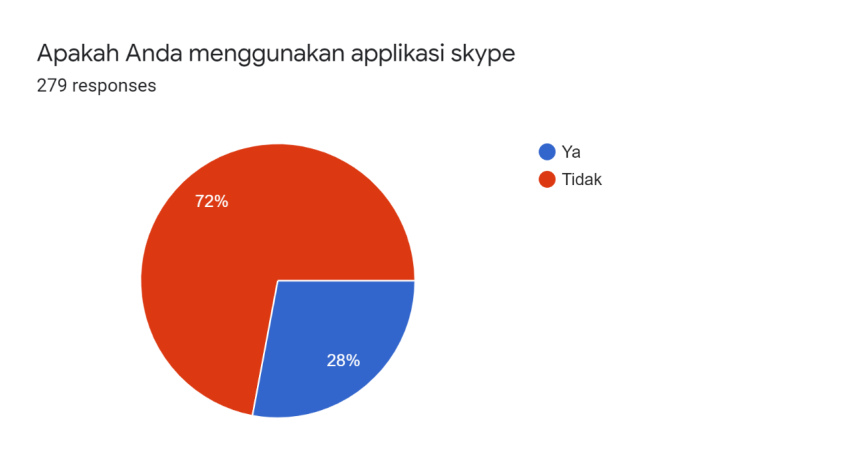 Apakah Anda menggunakan applikasi skype
279 responses
Ya
Tidak
72%
28%